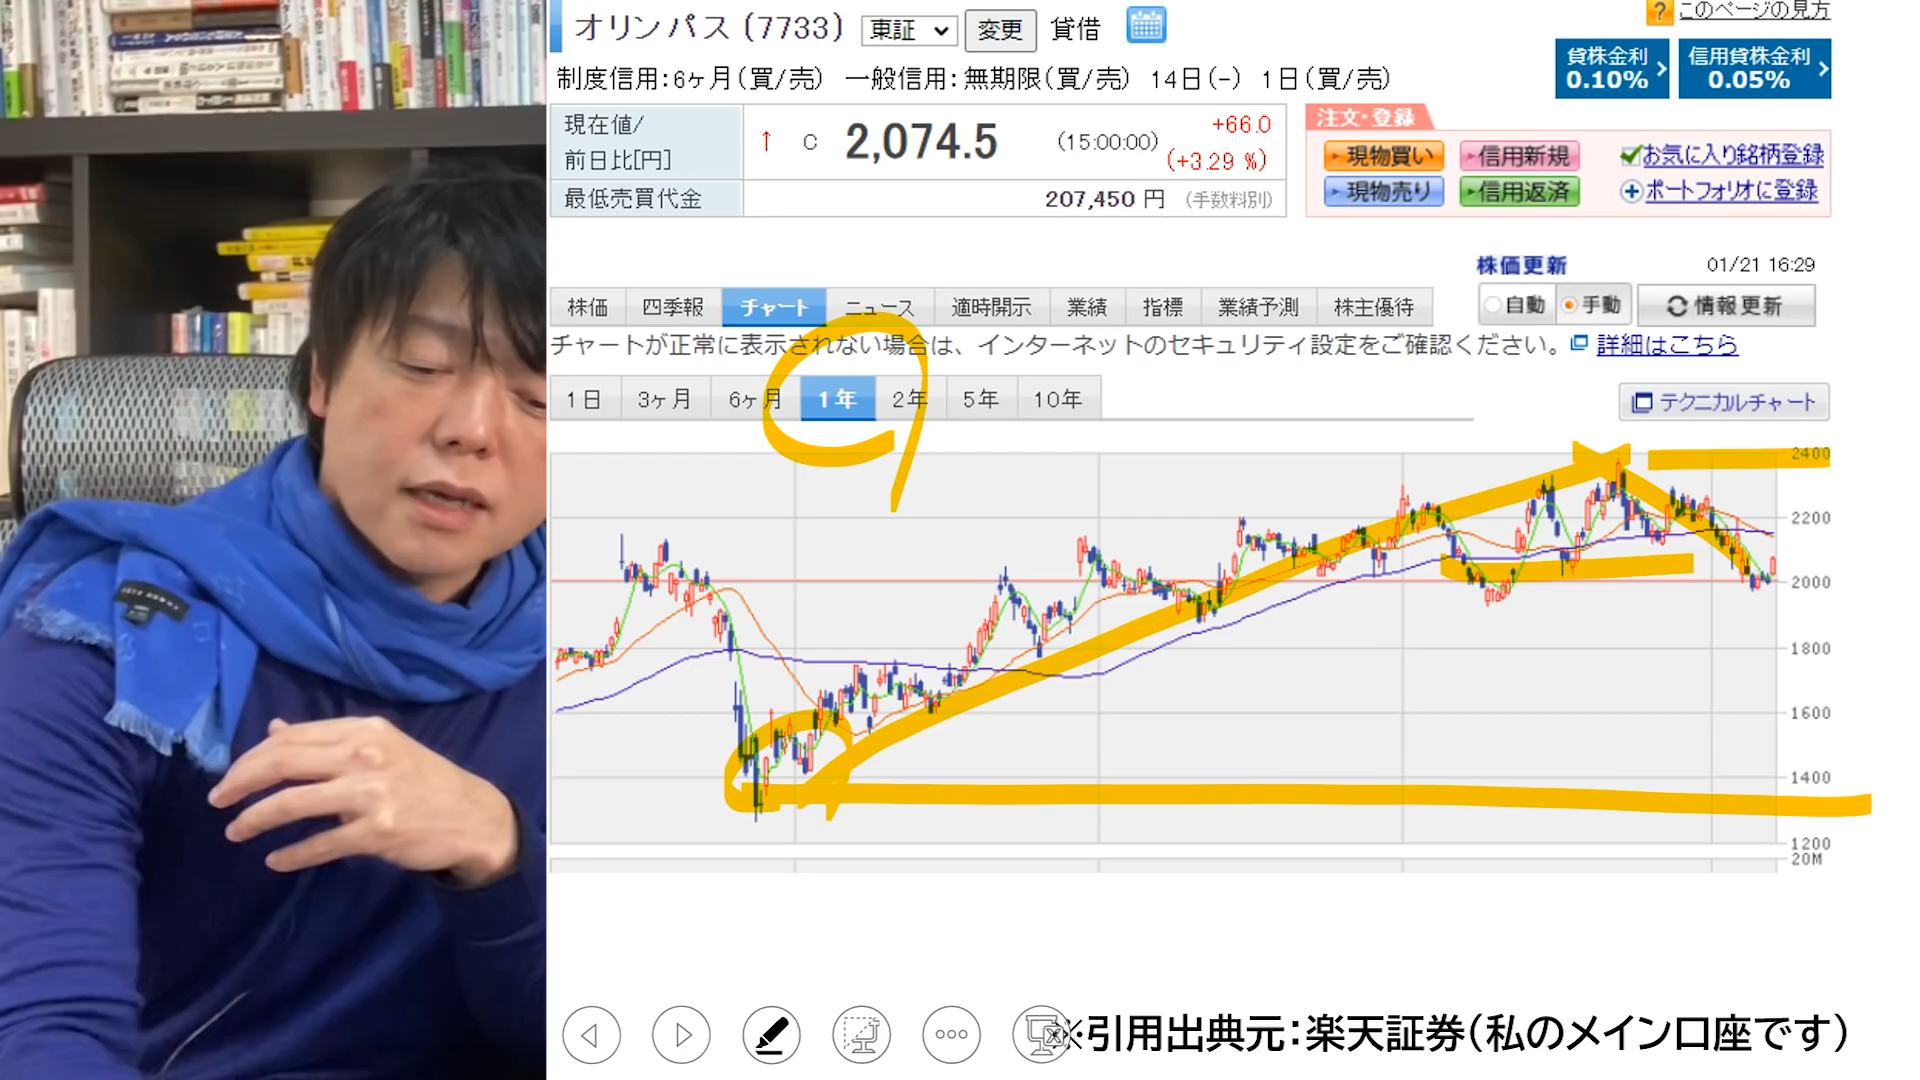 オリンパス (7733) 東証 変更 貸借
? このページの見方
制度信用:6ヶ月(買/売) 一般信用:無期限(買/売) 14日(-) 1日(買/売)
貸株金利 0.10%
信用貸株金利 0.05%
現在値/
前日比[円]
↑ C 2,074.5 (15:00:00) +66.0
(+3.29 %)
最低売買代金 207,450 円 (手数料別)
注文・登録
現物買い 信用新規 お気に入り銘柄登録
現物売り 信用返済 ポートフォリオに登録
株価更新 01/21 16:29
自動 手動 情報更新
株価 四季報 チャート ニュース 適時開示 業績 指標 業績予測 株主優待
チャートが正常に表示されない場合は、インターネットのセキュリティ設定をご確認ください。 詳細はこちら
1日 3ヶ月 6ヶ月 1年 2年 5年 10年
テクニカルチャート
2400
2200
2000
1800
1600
1400
1200
20M
※引用出典元：楽天証券（私のメイン口座です）